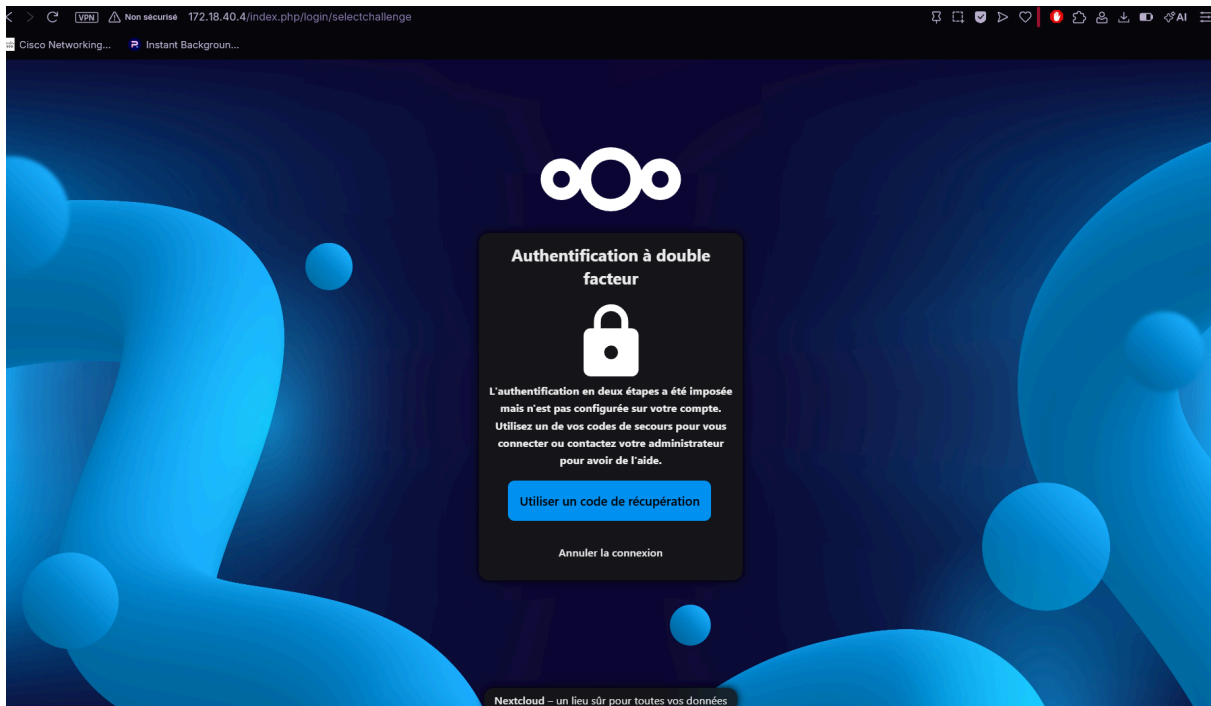 VPN Non sécurisé 172.18.40.4/index.php/login/selectchallenge AI
Cisco Networking... Instant Backgroun...
Authentification à double
facteur
L'authentification en deux étapes a été imposée
mais n'est pas configurée sur votre compte.
Utilisez un de vos codes de secours pour vous
connecter ou contactez votre administrateur
pour avoir de l'aide.
Utiliser un code de récupération
Annuler la connexion
Nextcloud – un lieu sûr pour toutes vos données